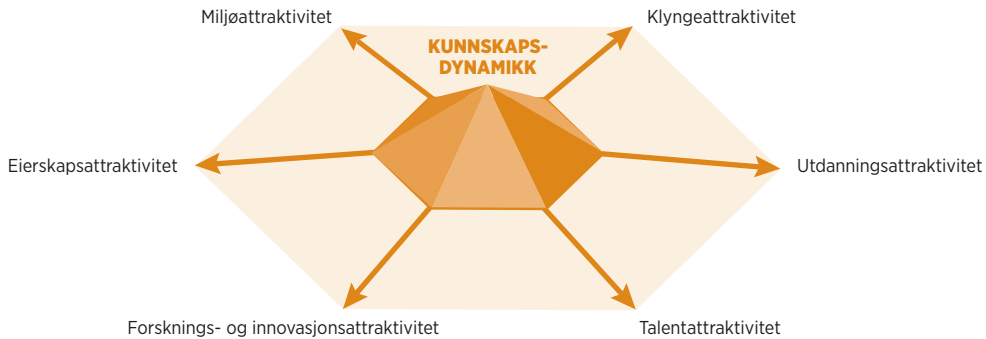 Miljøattraktivitet
Klyngeattraktivitet
KUNNSKAPS-
DYNAMIKK
Eierskapsattraktivitet
Utdanningsattraktivitet
Forsknings- og innovasjonsattraktivitet
Talentattraktivitet